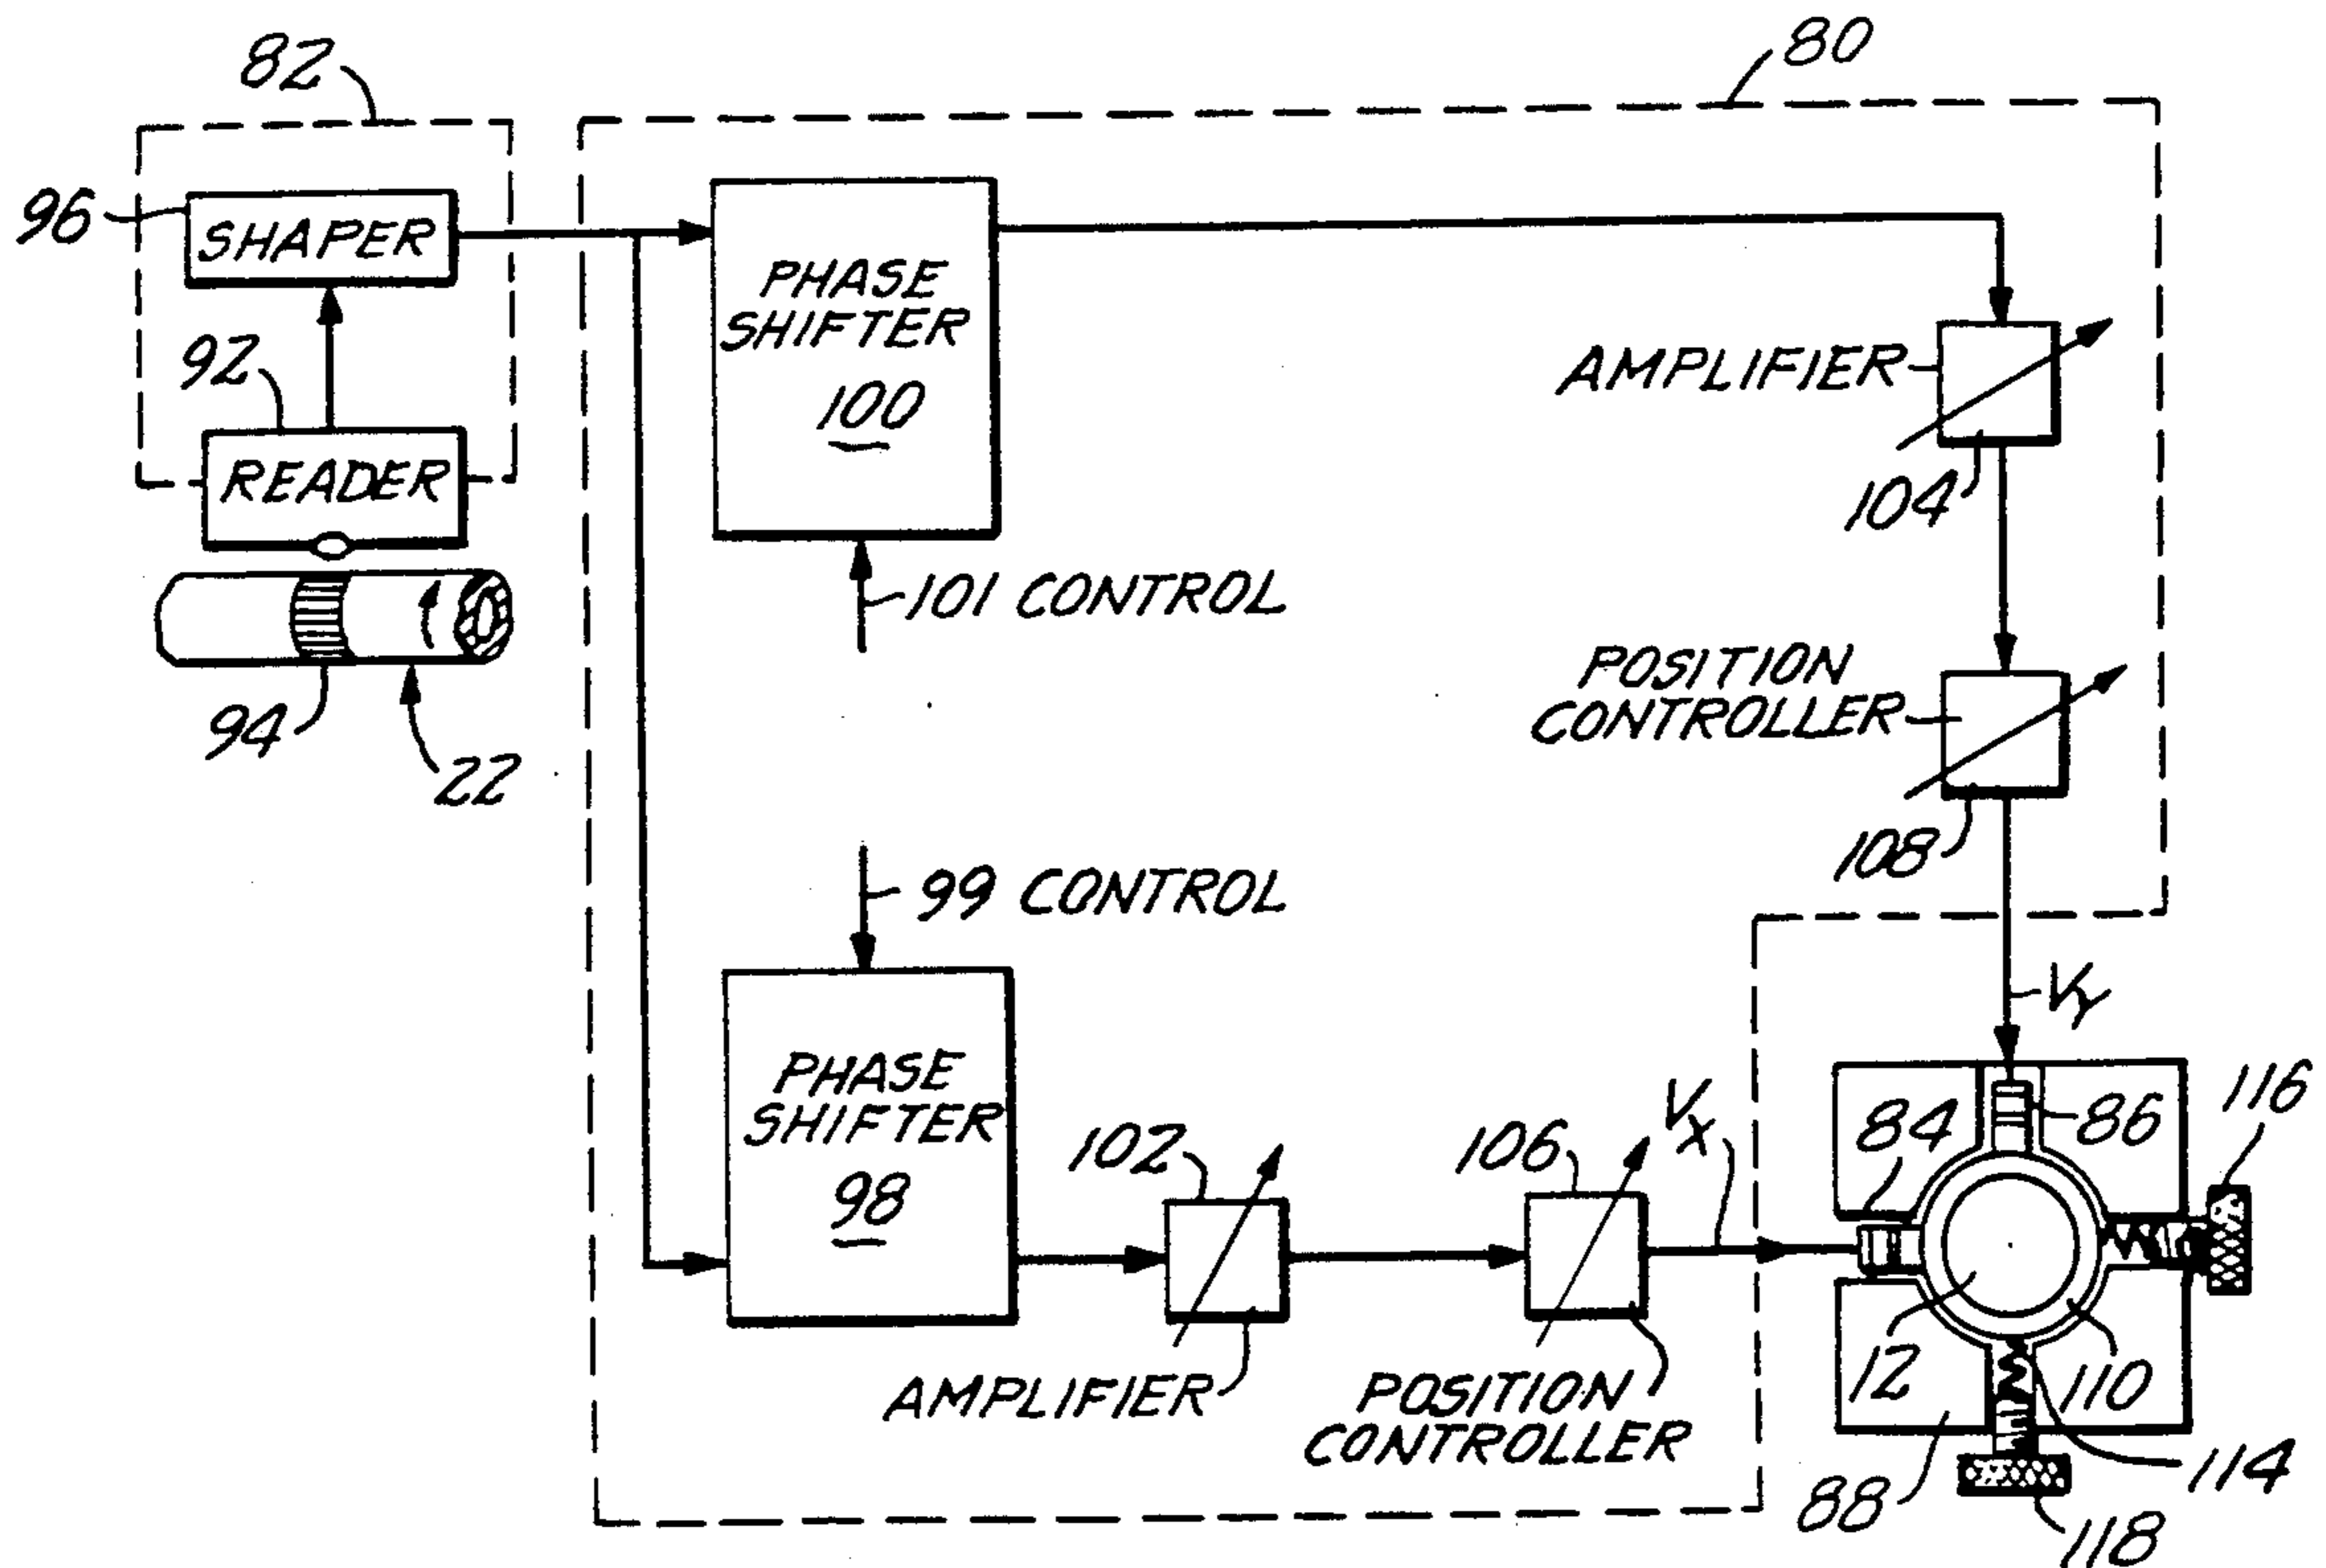 82
80
96
SHAPER
92
READER
94
22
PHASE
SHIFTER
100
101 CONTROL
AMPLIFIER
104
POSITION
CONTROLLER
108
99 CONTROL
PHASE
SHIFTER
98
102
AMPLIFIER
106
POSITION
CONTROLLER
VX
VY
84
86
116
12
110
88
114
118